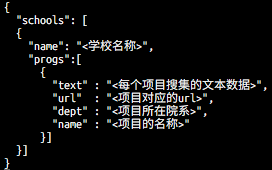 {
"schools": [
{
"name": "<学校名称>",
"progs":[
{
"text" : "<每个项目搜集的文本数据>"
"url" : "<项目对应的url>",
"dept" : "<项目所在院系>",
"name" : "<项目的名称>"
}]
}]
}